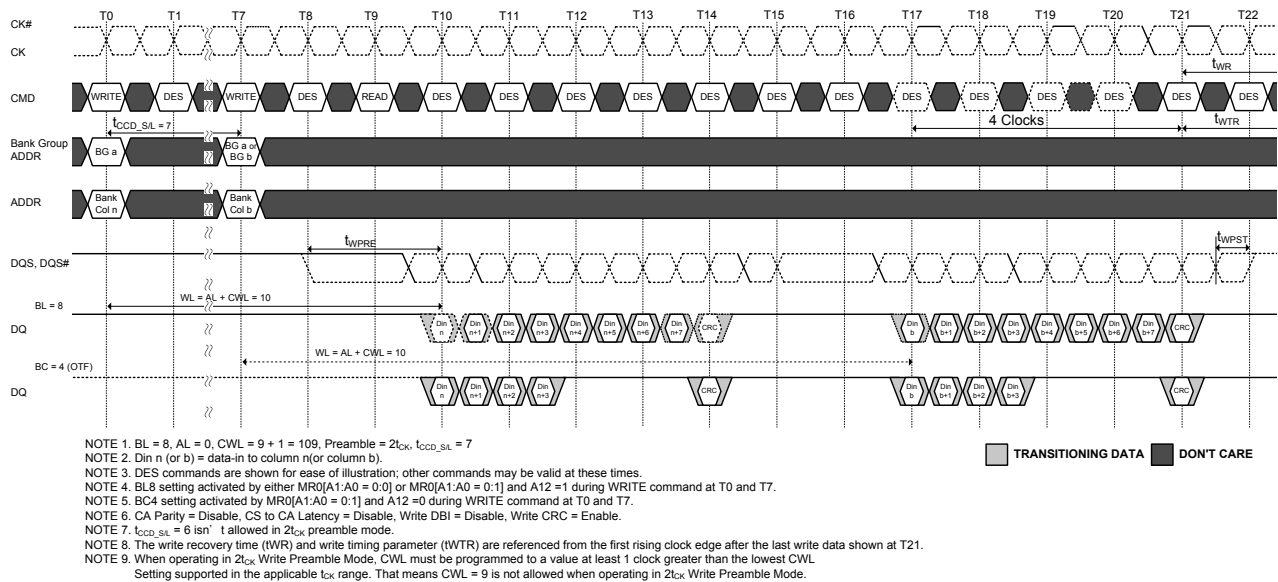 T0 T1 T7 T8 T9 T10 T11 T12 T13 T14 T15 T16 T17 T18 T19 T20 T21 T22
CK#
CK
tWR
CMD WRITE DES WRITE DES READ DES DES DES DES DES DES DES DES DES DES DES DES DES
tCCD_S/L = 7
4 Clocks
tWTR
Bank Group ADDR
BG a
BG a or BG b
ADDR
Bank Col n
Bank Col b
tWPRE
tWPST
DQS, DQS#
BL = 8
WL = AL + CWL = 10
DQ
Din n
Din n+1
Din n+2
Din n+3
Din n+4
Din n+5
Din n+6
Din n+7
CRC
Din b
Din b+1
Din b+2
Din b+3
Din b+4
Din b+5
Din b+6
Din b+7
CRC
WL = AL + CWL = 10
BC = 4 (OTF)
DQ
Din n
Din n+1
Din n+2
Din n+3
CRC
Din b
Din b+1
Din b+2
Din b+3
CRC
NOTE 1. BL = 8, AL = 0, CWL = 9 + 1 = 109, Preamble = 2tCK, tCCD_S/L = 7
NOTE 2. Din n (or b) = data-in to column n(or column b).
NOTE 3. DES commands are shown for ease of illustration; other commands may be valid at these times.
NOTE 4. BL8 setting activated by either MR0[A1:A0 = 0:0] or MR0[A1:A0 = 0:1] and A12 =1 during WRITE command at T0 and T7.
NOTE 5. BC4 setting activated by MR0[A1:A0 = 0:1] and A12 =0 during WRITE command at T0 and T7.
NOTE 6. CA Parity = Disable, CS to CA Latency = Disable, Write DBI = Disable, Write CRC = Enable.
NOTE 7. tCCD_S/L = 6 isn’ t allowed in 2tCK preamble mode.
NOTE 8. The write recovery time (tWR) and write timing parameter (tWTR) are referenced from the first rising clock edge after the last write data shown at T21.
NOTE 9. When operating in 2tCK Write Preamble Mode, CWL must be programmed to a value at least 1 clock greater than the lowest CWL
Setting supported in the applicable tCK range. That means CWL = 9 is not allowed when operating in 2tCK Write Preamble Mode.
TRANSITIONING DATA
DON'T CARE